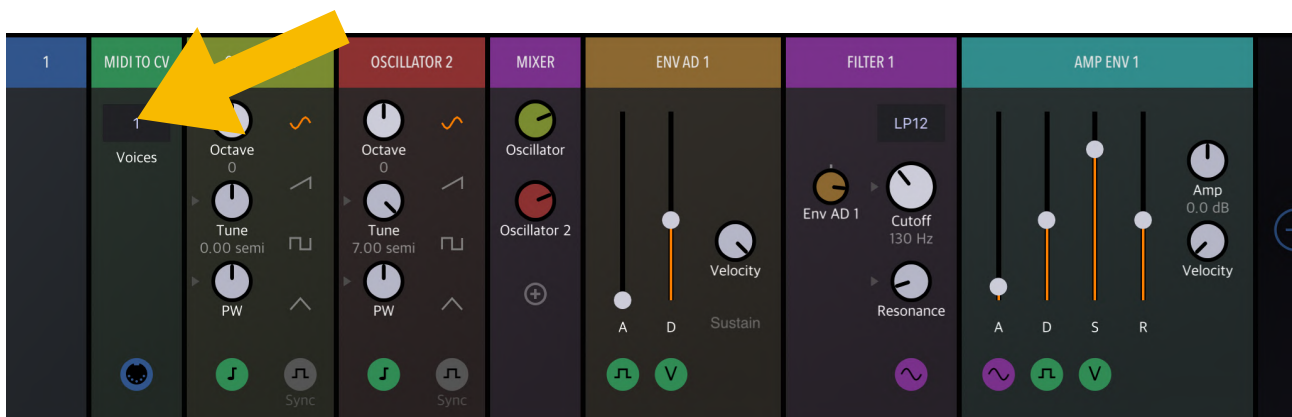 1
MIDI TO CV
OSCILLATOR 2
MIXER
ENV AD 1
FILTER 1
AMP ENV 1
1
Voices
Octave
0
Tune
0.00 semi
PW
Sync
Octave
0
Tune
7.00 semi
PW
Sync
Oscillator
Oscillator 2
A
D
Velocity
Sustain
V
Env AD 1
LP12
Cutoff
130 Hz
Resonance
A
D
S
R
V
Amp
0.0 dB
Velocity